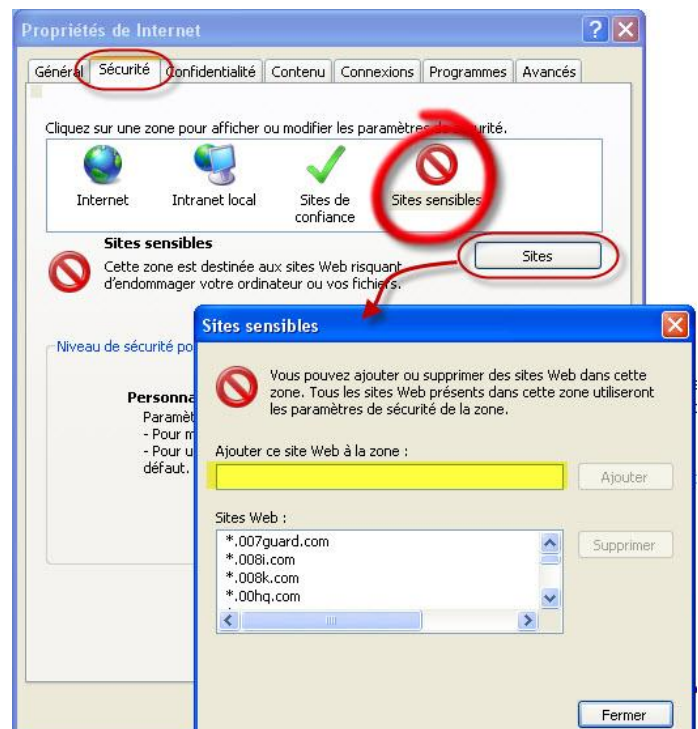 Propriétés de Internet
Général Sécurité Confidentialité Contenu Connexions Programmes Avancés
Cliquez sur une zone pour afficher ou modifier les paramètres de sécurité.
Internet Intranet local Sites de confiance Sites sensibles
Sites sensibles
Sites
Cette zone est destinée aux sites Web risquant
d'endommager votre ordinateur ou vos fichiers.
Niveau de sécurité po
Personna
Paramèt
- Pour m
- Pour u
défaut.
Sites sensibles
Vous pouvez ajouter ou supprimer des sites Web dans cette
zone. Tous les sites Web présents dans cette zone utiliseront
les paramètres de sécurité de la zone.
Ajouter ce site Web à la zone :
Ajouter
Sites Web :
*.007guard.com
*.008i.com
*.008k.com
*.00hq.com
Supprimer
Fermer